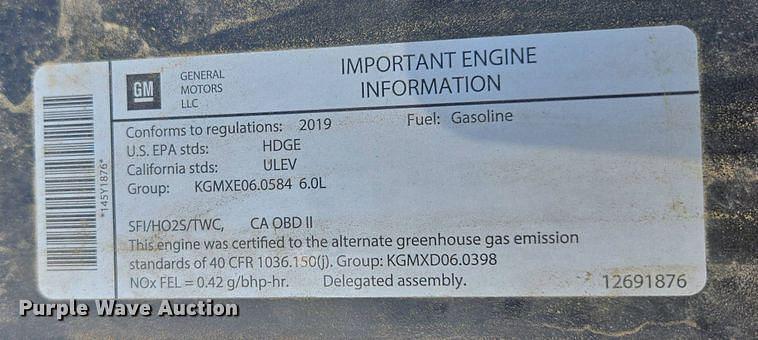 GM
GENERAL
MOTORS
LLC
IMPORTANT ENGINE
INFORMATION
Conforms to regulations: 2019 Fuel: Gasoline
U.S. EPA stds: HDGE
California stds: ULEV
Group: KGMXE06.0584 6.0L
SFI/HO2S/TWC, CA OBD II
This engine was certified to the alternate greenhouse gas emission
standards of 40 CFR 1036.150(j). Group: KGMXD06.0398
NOx FEL = 0.42 g/bhp-hr. Delegated assembly. 12691876
*145Y1876*
Purple Wave Auction